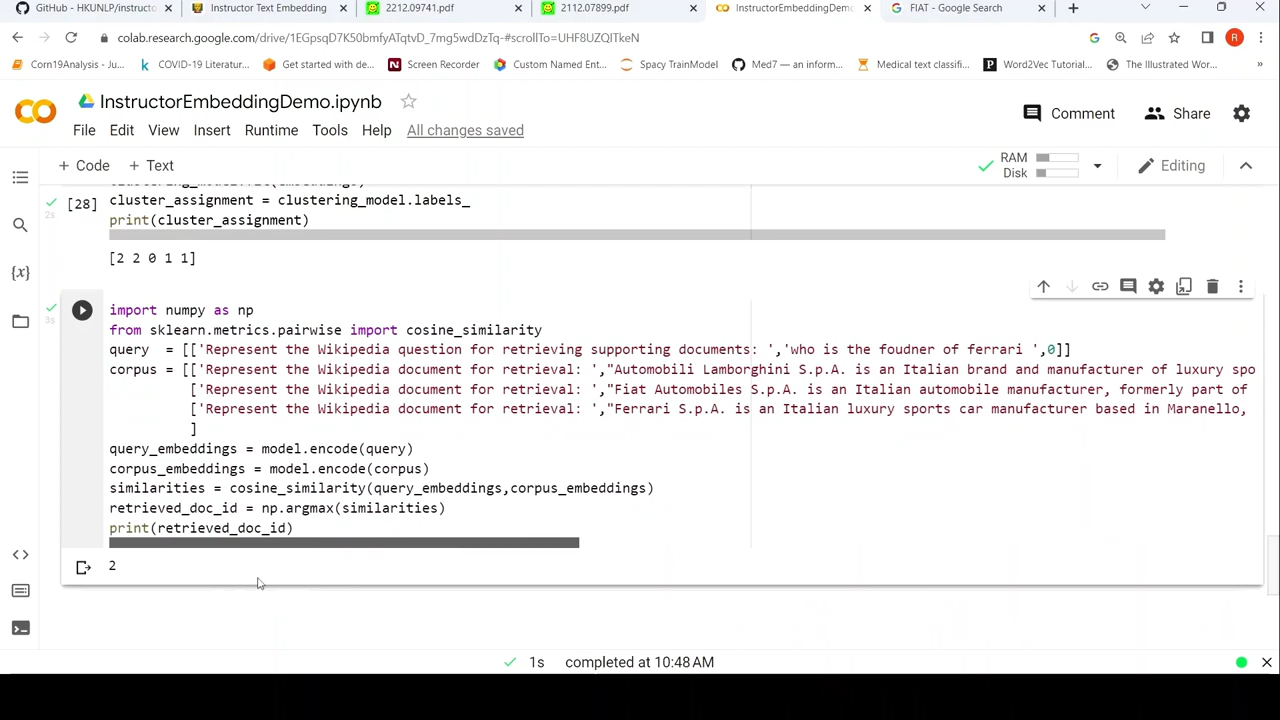 GitHub - HKUNLP/instructo
Instructor Text Embedding
2212.09741.pdf
2112.07899.pdf
InstructorEmbeddingDemo
FIAT - Google Search
colab.research.google.com/drive/1EGpsqD7K50bmfyATqtvD_7mg5wdDzTq-#scrollTo=UHF8UZQITkeN
R
Corn19Analysis - Ju...
COVID-19 Literatur...
Get started with de...
Screen Recorder
Custom Named Ent...
Spacy TrainModel
Med7 — an inform...
Medical text classifi...
Word2Vec Tutorial...
The Illustrated Wor...
InstructorEmbeddingDemo.ipynb
Comment
Share
File Edit View Insert Runtime Tools Help All changes saved
+ Code + Text
RAM
Disk
Editing
[28]
2s
cluster_assignment = clustering_model.labels_
print(cluster_assignment)
[2 2 0 1 1]
3s
import numpy as np
from sklearn.metrics.pairwise import cosine_similarity
query  = [['Represent the Wikipedia question for retrieving supporting documents: ','who is the foudner of ferrari ',0]]
corpus = [['Represent the Wikipedia document for retrieval: ',"Automobili Lamborghini S.p.A. is an Italian brand and manufacturer of luxury spo
['Represent the Wikipedia document for retrieval: ',"Fiat Automobiles S.p.A. is an Italian automobile manufacturer, formerly part of
['Represent the Wikipedia document for retrieval: ',"Ferrari S.p.A. is an Italian luxury sports car manufacturer based in Maranello,
]
query_embeddings = model.encode(query)
corpus_embeddings = model.encode(corpus)
similarities = cosine_similarity(query_embeddings,corpus_embeddings)
retrieved_doc_id = np.argmax(similarities)
print(retrieved_doc_id)
2
1s completed at 10:48 AM